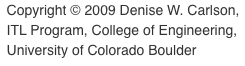 Copyright © 2009 Denise W. Carlson,
ITL Program, College of Engineering,
University of Colorado Boulder